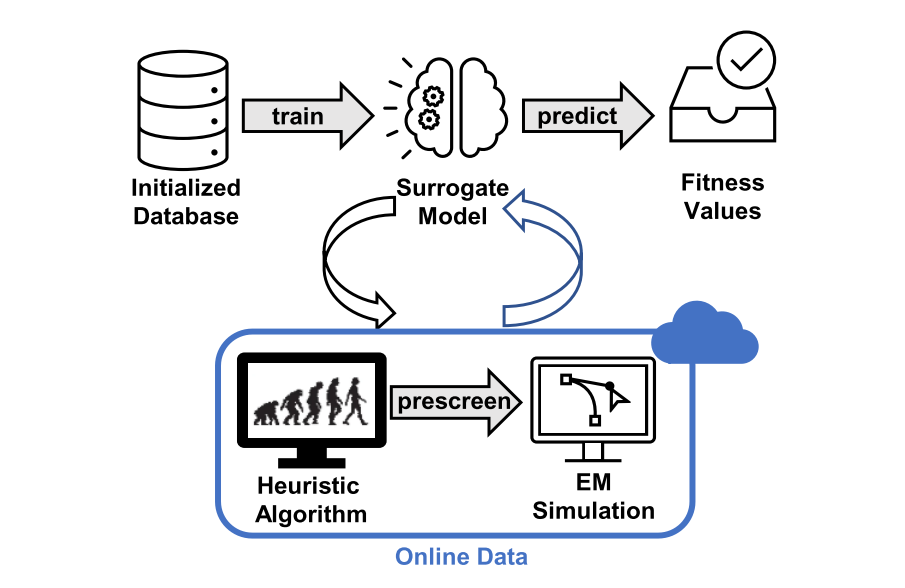 train
predict
Initialized
Database
Surrogate
Model
Fitness
Values
prescreen
Heuristic
Algorithm
EM
Simulation
Online Data